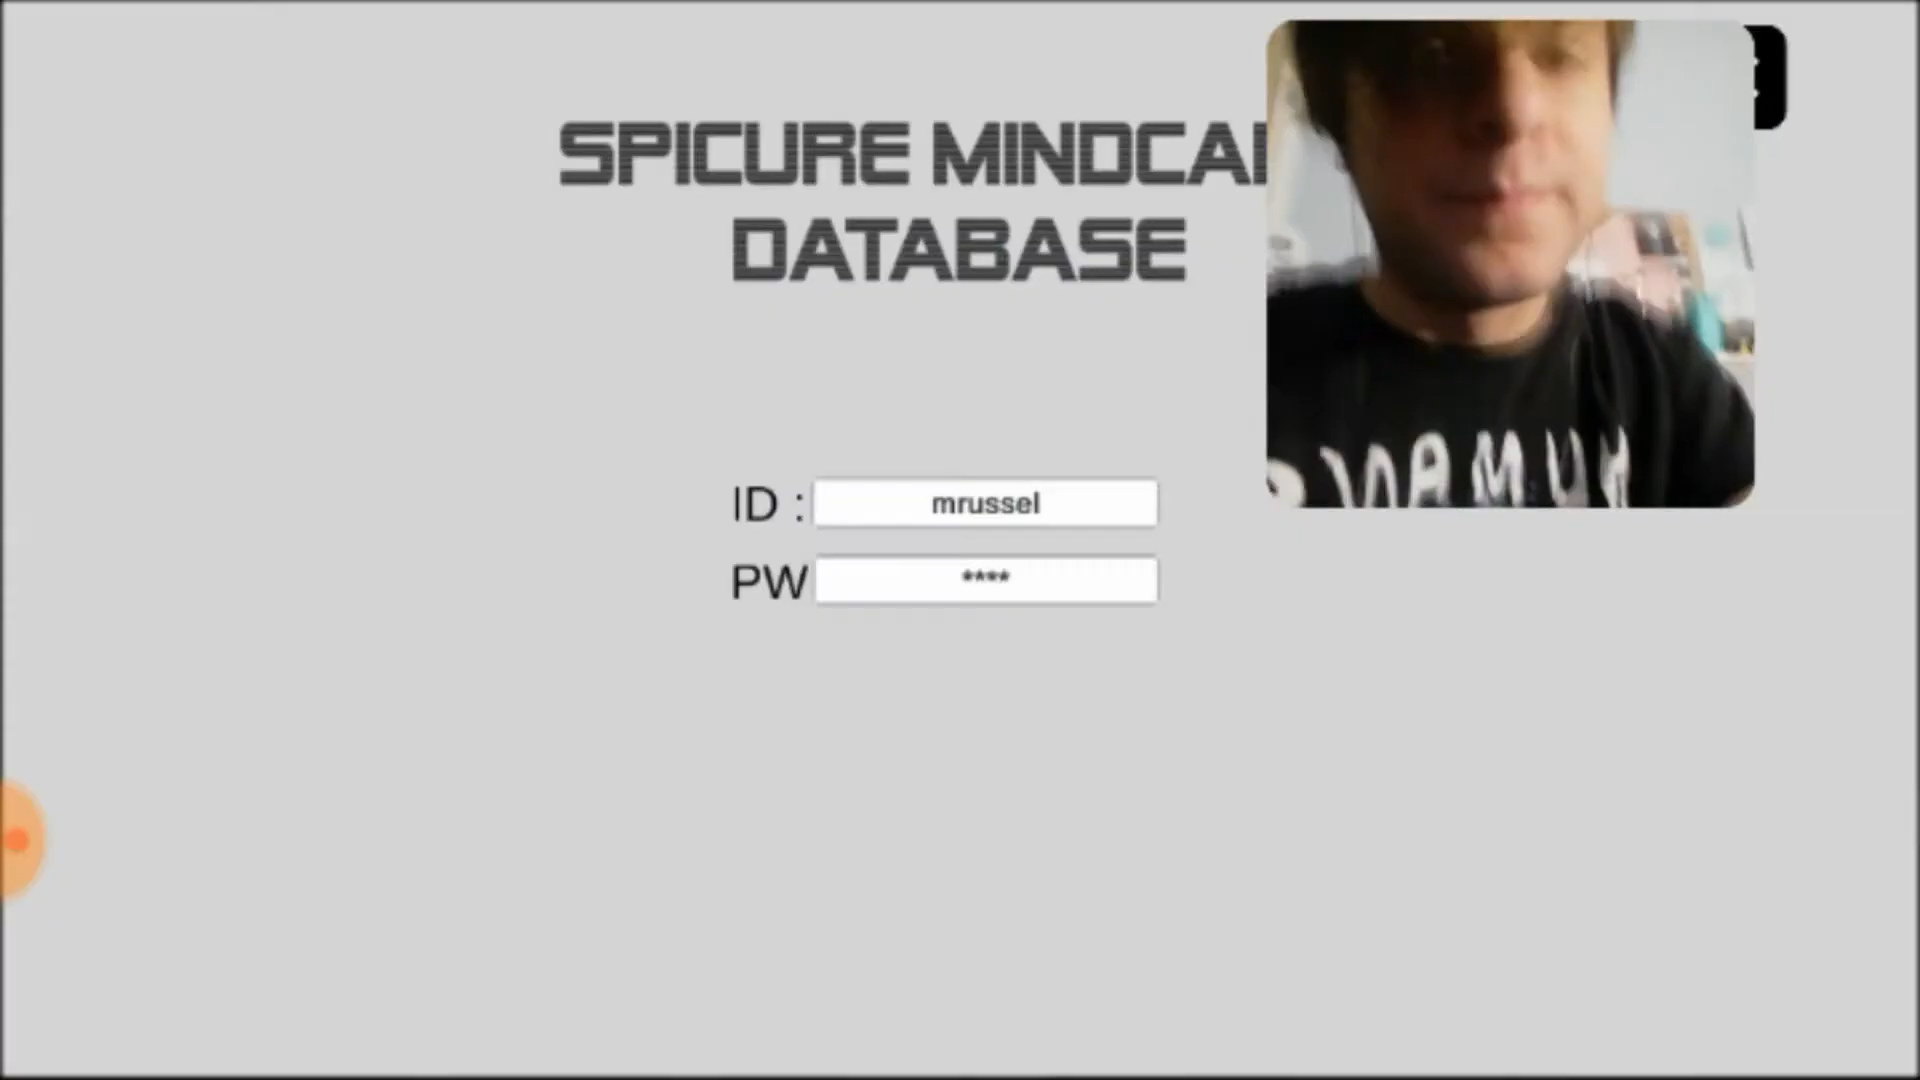 SPICURE MINDCA
DATABASE
ID :
mrussel
PW
****